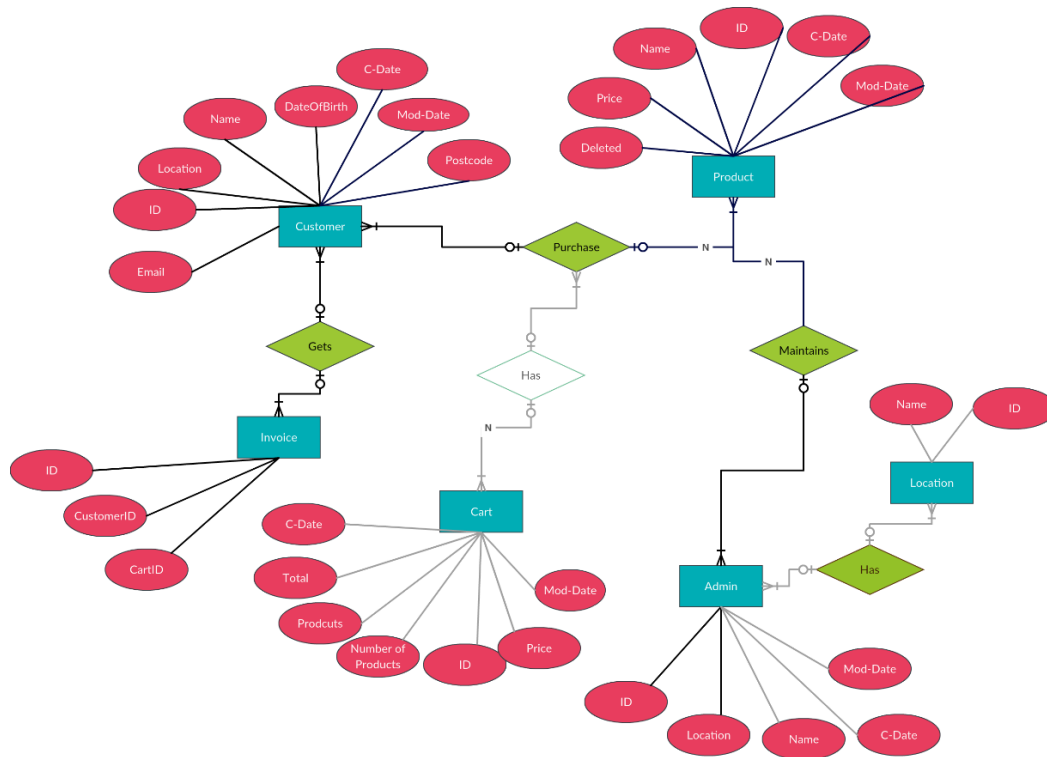 C-Date
ID
C-Date
Name
Mod-Date
DateOfBirth
Price
Name
Mod-Date
Deleted
Location
Postcode
Product
ID
Customer
Purchase
N
N
Email
Gets
Has
Maintains
Name
ID
N
Invoice
Location
ID
Cart
CustomerID
C-Date
CartID
Has
Total
Admin
Mod-Date
Prodcuts
Number of
Products
ID
Price
Mod-Date
ID
Location
Name
C-Date